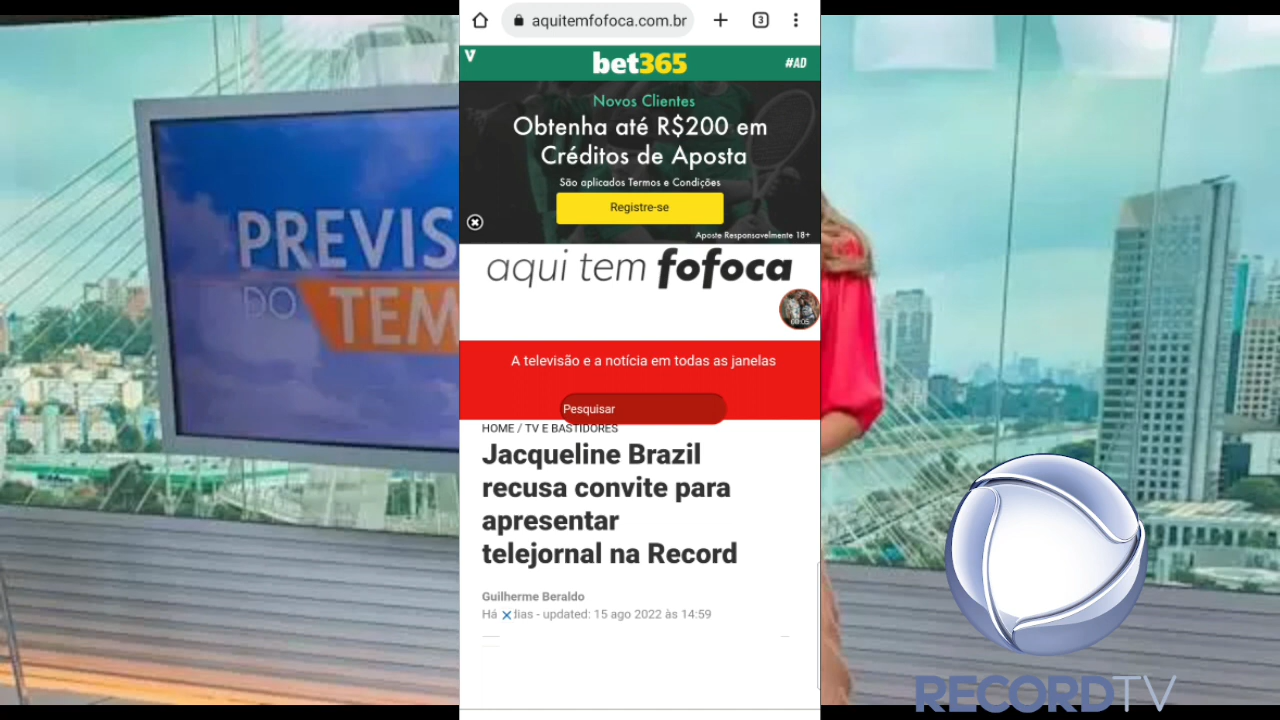 aquitemfofoca.com.br
3
bet365
#AD
Novos Clientes
Obtenha até R$200 em
Créditos de Aposta
São aplicados Termos e Condições
Registre-se
Aposte Responsavelmente 18+
aqui tem fofoca
00:05
A televisão e a notícia em todas as janelas
Pesquisar
HOME / TV E BASTIDORES
Jacqueline Brazil
recusa convite para
apresentar
telejornal na Record
Guilherme Beraldo
Há dias - updated: 15 ago 2022 às 14:59
PREVIS
DO TEM
RECORDTV